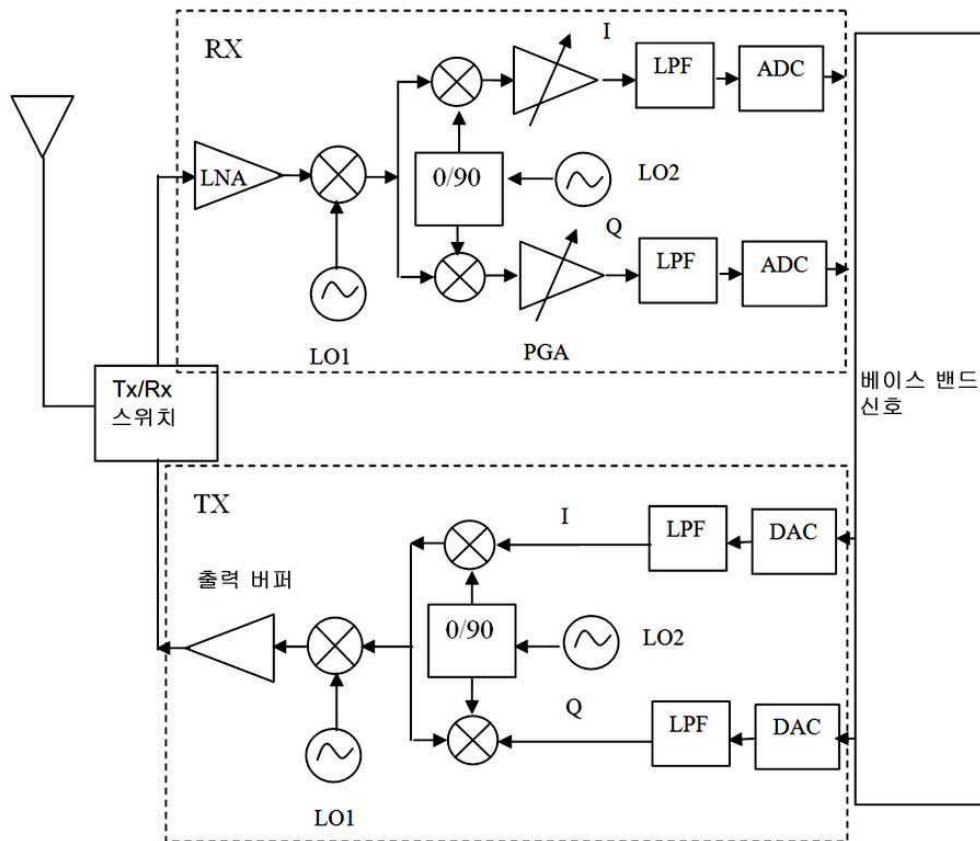 RX
I
LPF
ADC
LNA
0/90
LO2
Q
LPF
ADC
LO1
PGA
Tx/Rx
스위치
베이스 밴드
신호
TX
I
LPF
DAC
출력 버퍼
0/90
LO2
Q
LPF
DAC
LO1